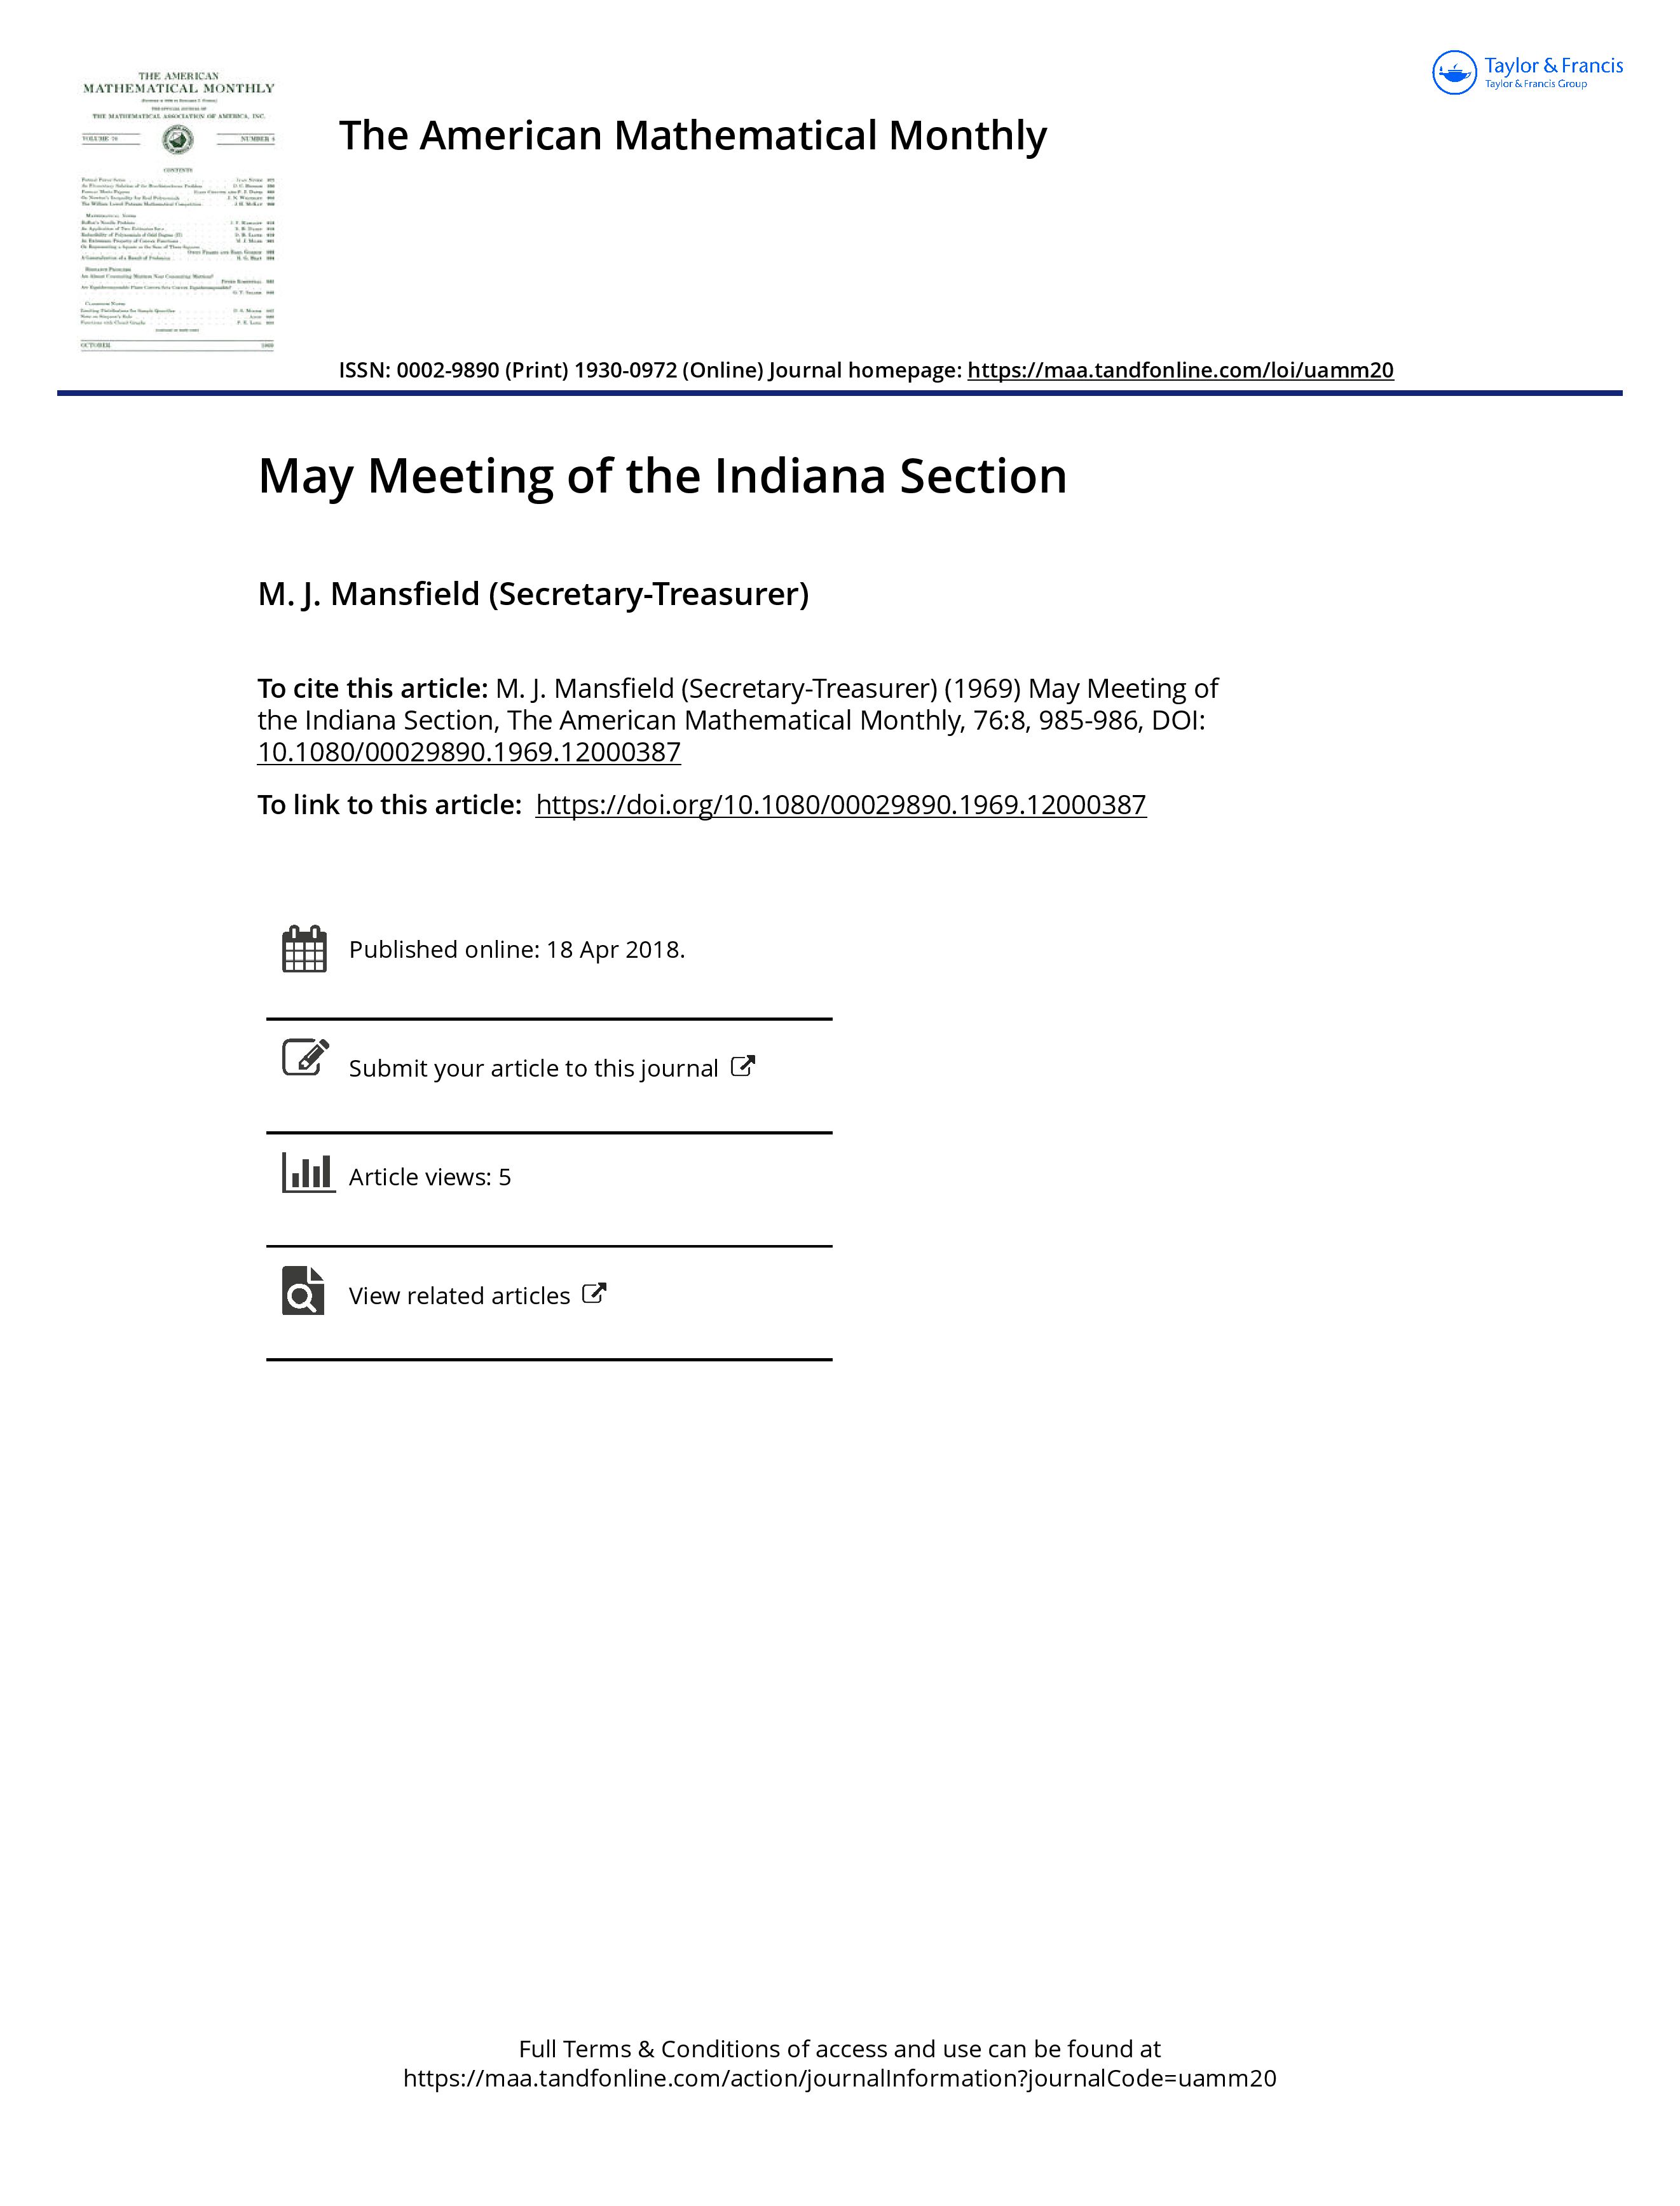 THE AMERICAN
MATHEMATICAL MONTHLY
THE OFFICIAL JOURNAL OF
THE MATHEMATICAL ASSOCIATION OF AMERICA, INC.
VOLUME 76
NUMBER 8
CONTENTS
OCTOBER
1969
Taylor & Francis
Taylor & Francis Group
The American Mathematical Monthly
ISSN: 0002-9890 (Print) 1930-0972 (Online) Journal homepage: https://maa.tandfonline.com/loi/uamm20
May Meeting of the Indiana Section
M. J. Mansfield (Secretary-Treasurer)
To cite this article: M. J. Mansfield (Secretary-Treasurer) (1969) May Meeting of
the Indiana Section, The American Mathematical Monthly, 76:8, 985-986, DOI:
10.1080/00029890.1969.12000387
To link to this article: https://doi.org/10.1080/00029890.1969.12000387
Published online: 18 Apr 2018.
Submit your article to this journal
Article views: 5
View related articles
Full Terms & Conditions of access and use can be found at
https://maa.tandfonline.com/action/journalInformation?journalCode=uamm20